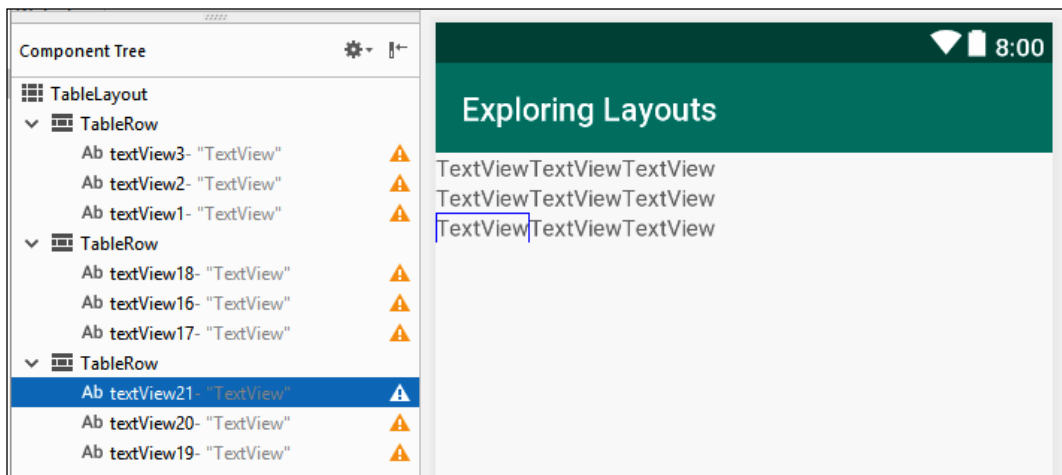 Component Tree
TableLayout
TableRow
Ab textView3- "TextView"
Ab textView2- "TextView"
Ab textView1- "TextView"
TableRow
Ab textView18- "TextView"
Ab textView16- "TextView"
Ab textView17- "TextView"
TableRow
Ab textView21- "TextView"
Ab textView20- "TextView"
Ab textView19- "TextView"
8:00
Exploring Layouts
TextViewTextViewTextView
TextViewTextViewTextView
TextViewTextViewTextView